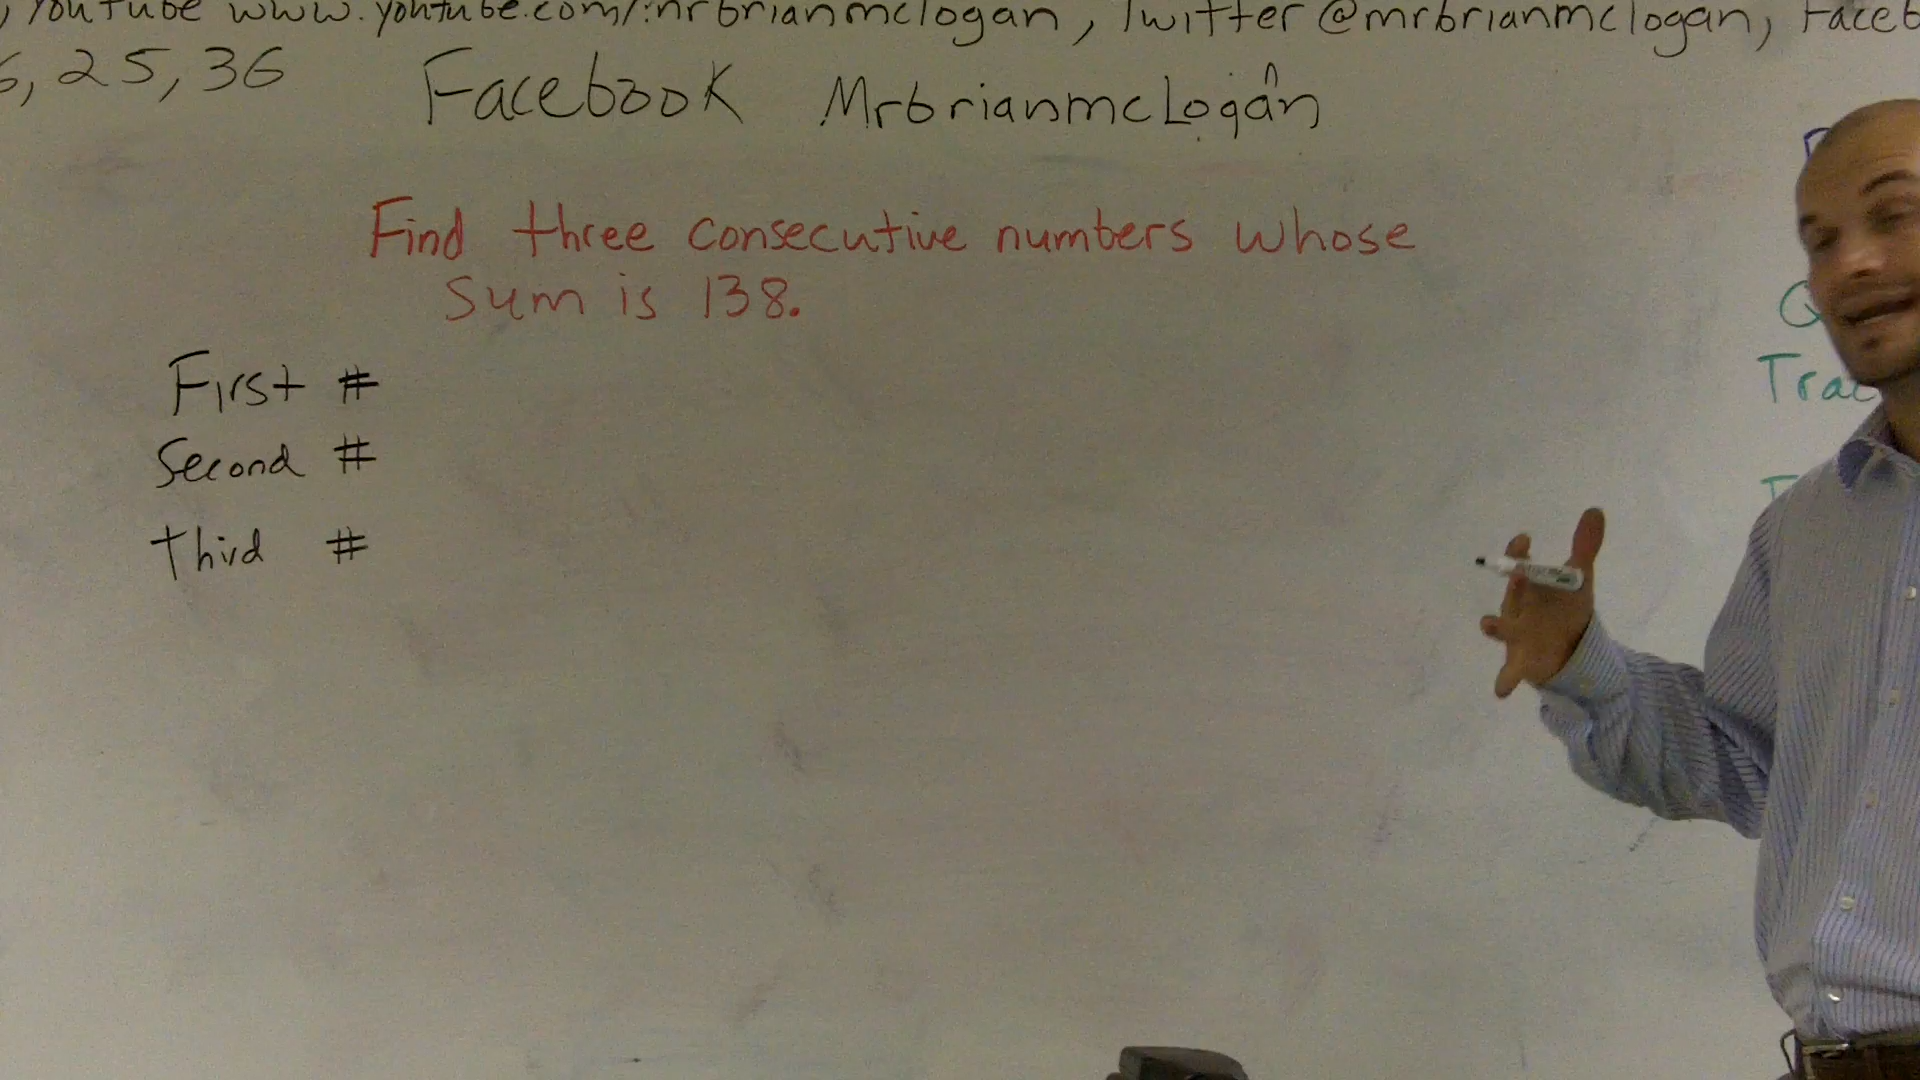 YouTube www.youtube.com/mrbrianmclogan, Twitter @mrbrianmclogan,
25, 36
Facebook MrbrianmcLogan
Find three consecutive numbers whose
sum is 138.
First #
Second #
third #